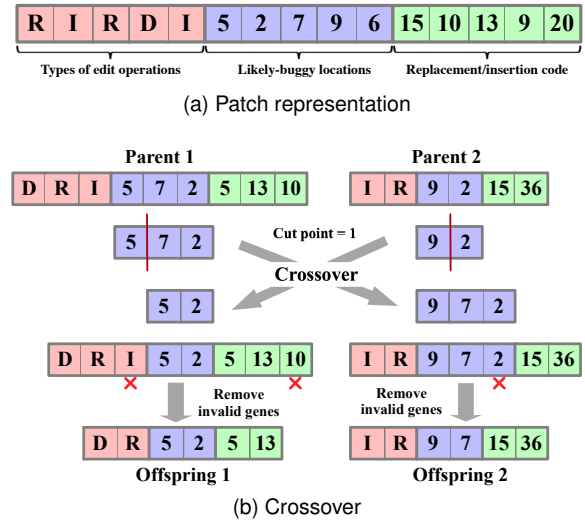 R I R D I 5 2 7 9 6 15 10 13 9 20
Types of edit operations Likely-buggy locations Replacement/insertion code
(a) Patch representation
Parent 1 Parent 2
D R I 5 7 2 5 13 10 I R 9 2 15 36
5 7 2 Cut point = 1 9 2
Crossover
5 2 9 7 2
D R I 5 2 5 13 10 I R 9 7 2 15 36
Remove Remove
invalid genes invalid genes
D R 5 2 5 13 I R 9 7 15 36
Offspring 1 Offspring 2
(b) Crossover